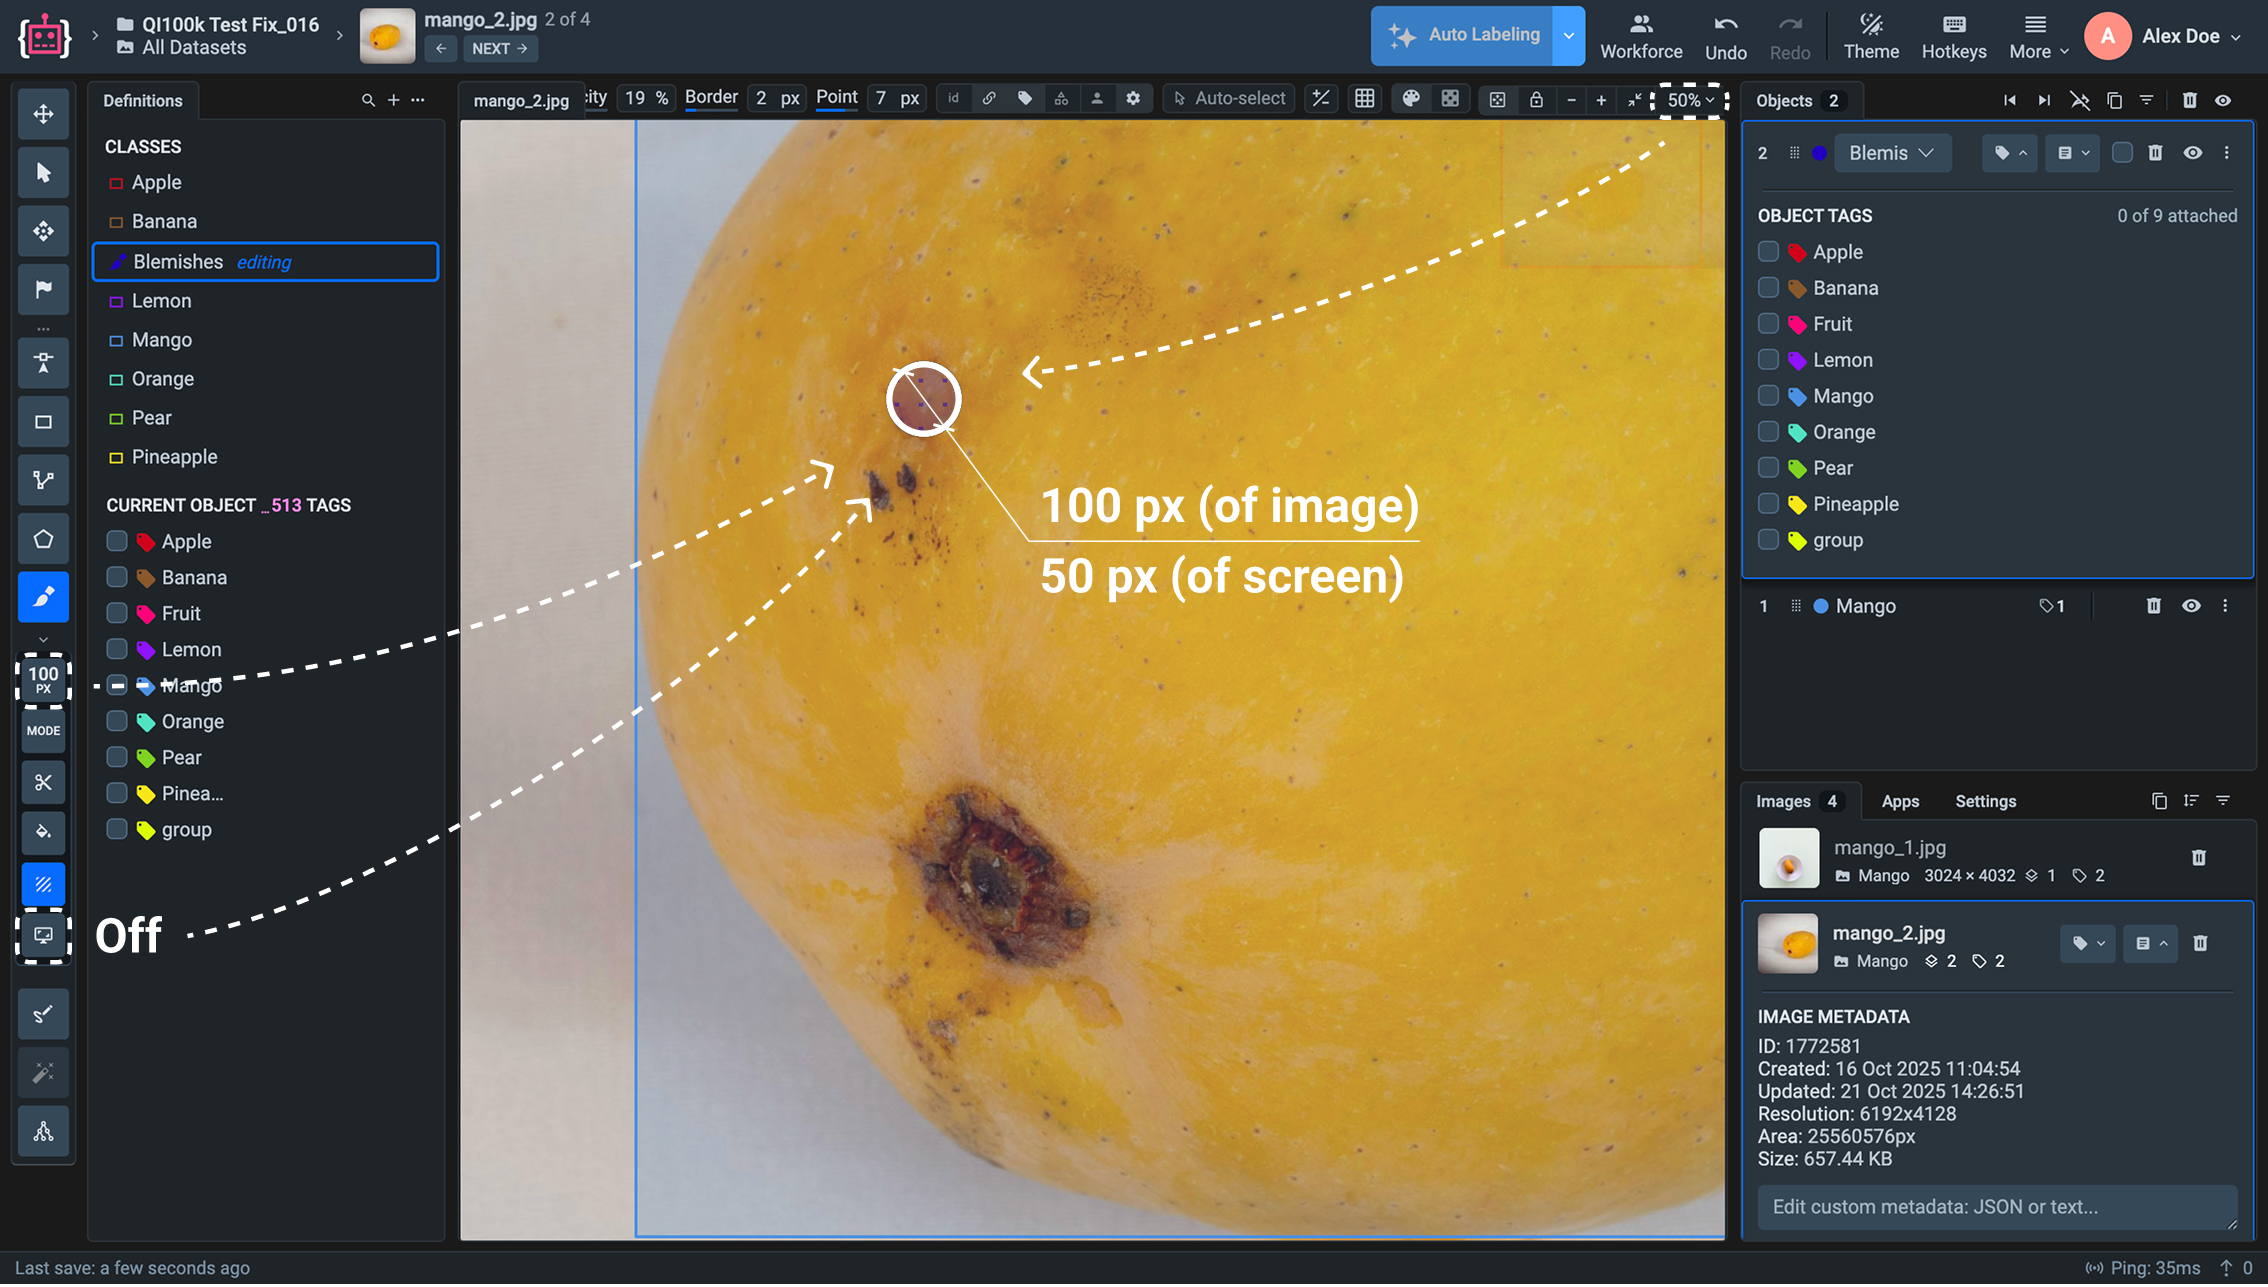 QI100k Test Fix_016
All Datasets
mango_2.jpg 2 of 4
NEXT →
Auto Labeling
Workforce
Undo
Redo
Theme
Hotkeys
More
A
Alex Doe
Definitions
mango_2.jpg
city 19 % Border 2 px Point 7 px
id
Auto-select
50%
Objects 2
CLASSES
Apple
Banana
Blemishes editing
Lemon
Mango
Orange
Pear
Pineapple
CURRENT OBJECT _513 TAGS
Apple
Banana
Fruit
Lemon
Mango
Orange
Pear
Pinea...
group
100
PX
MODE
Off
100 px (of image)
50 px (of screen)
2 Blemis
OBJECT TAGS 0 of 9 attached
Apple
Banana
Fruit
Lemon
Mango
Orange
Pear
Pineapple
group
1 Mango 1
Images 4 Apps Settings
mango_1.jpg
Mango 3024 × 4032 1 2
mango_2.jpg
Mango 2 2
IMAGE METADATA
ID: 1772581
Created: 16 Oct 2025 11:04:54
Updated: 21 Oct 2025 14:26:51
Resolution: 6192x4128
Area: 25560576px
Size: 657.44 KB
Edit custom metadata: JSON or text...
Last save: a few seconds ago
Ping: 35ms ↑ 0